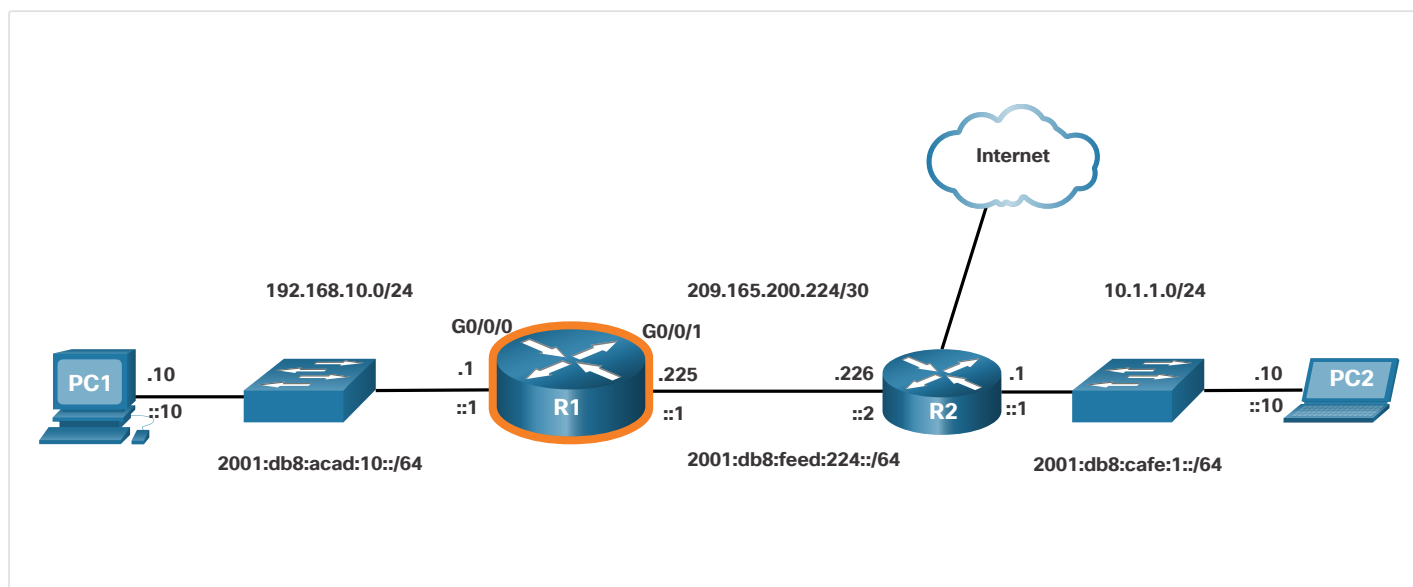 Internet
192.168.10.0/24
209.165.200.224/30
10.1.1.0/24
G0/0/0
G0/0/1
PC1
.10
::10
.1
::1
R1
.225
::1
.226
::2
R2
.1
::1
.10
::10
PC2
2001:db8:acad:10::/64
2001:db8:feed:224::/64
2001:db8:cafe:1::/64